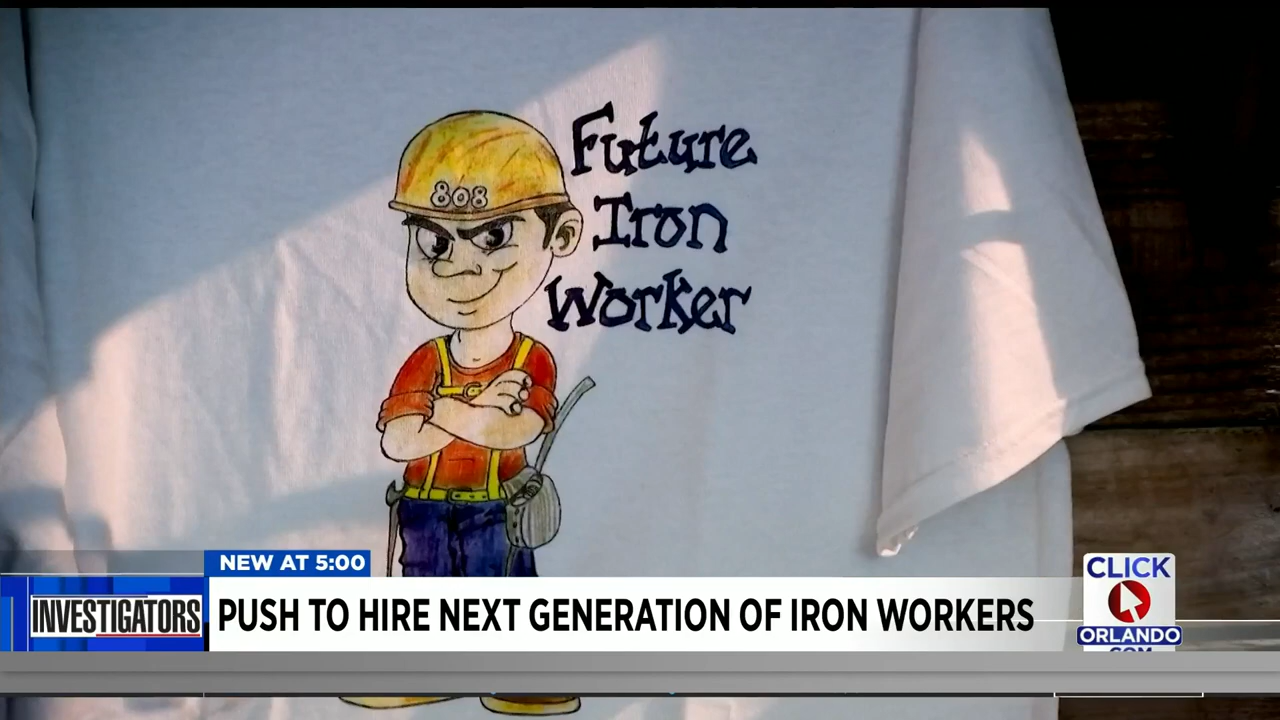 808
Future
Iron
Worker
NEW AT 5:00
INVESTIGATORS
PUSH TO HIRE NEXT GENERATION OF IRON WORKERS
CLICK
ORLANDO
COM